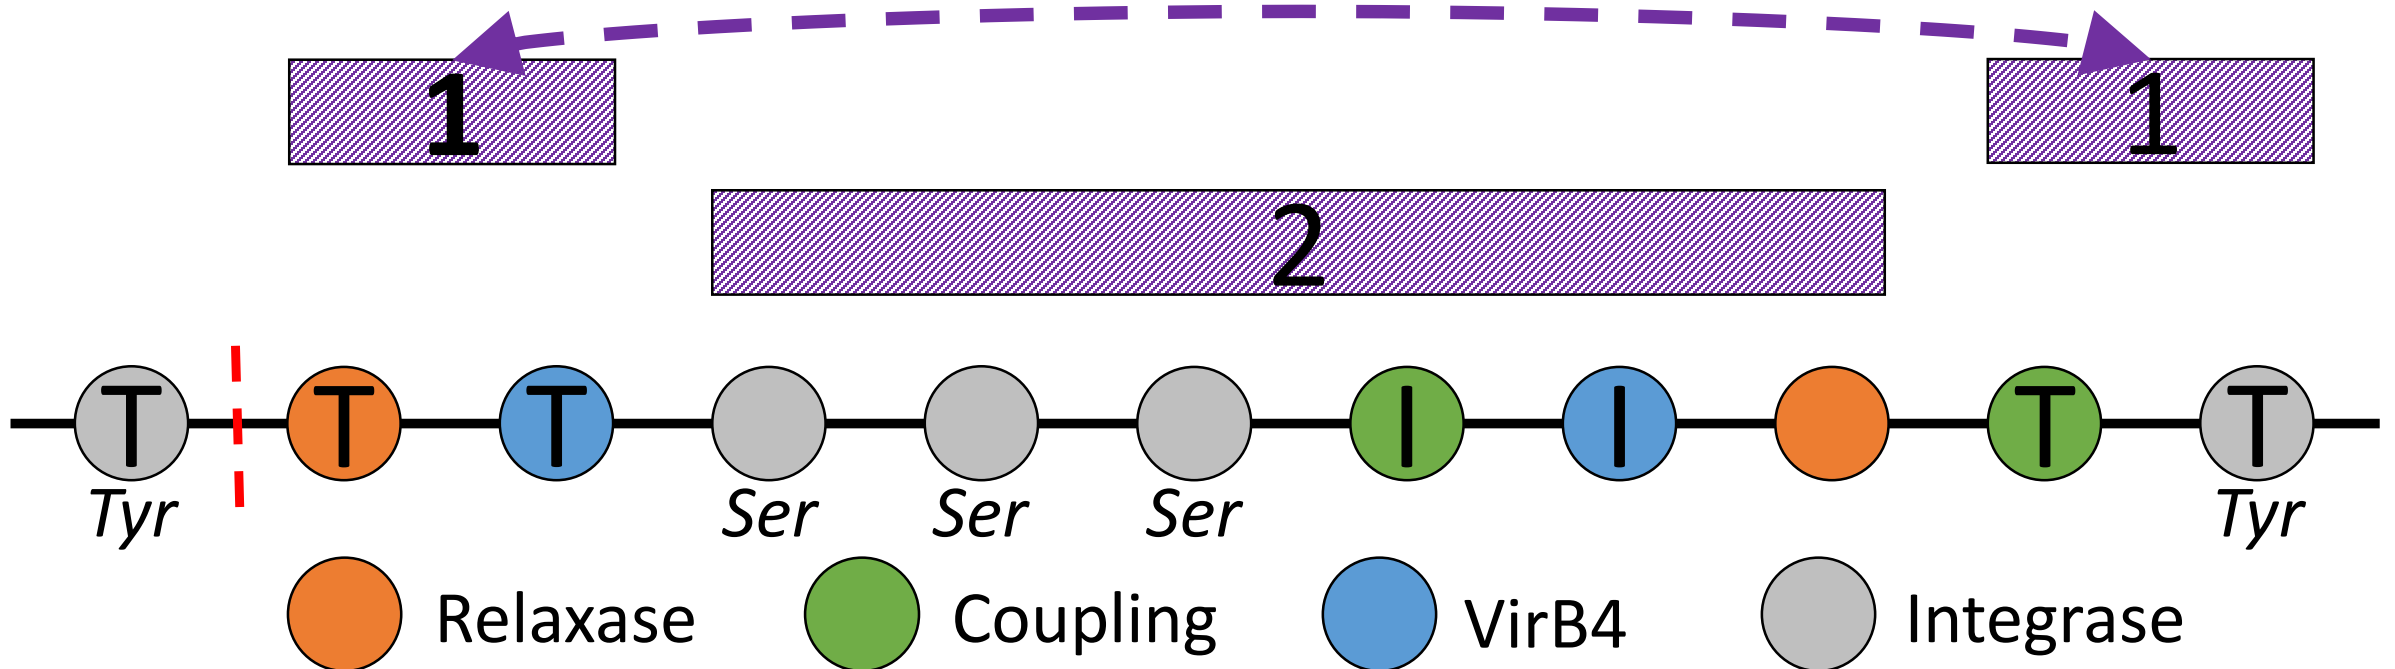 1 1
2
T T T I I T T
Tyr Ser Ser Ser Tyr
Relaxase Coupling VirB4 Integrase